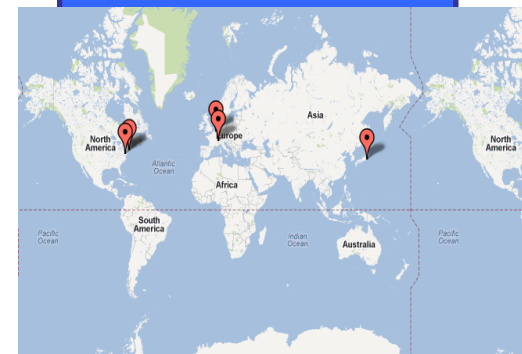 Asia
North
America
Europe
North
America
Atlantic
Ocean
Africa
South
America
Pacific
Ocean
Indian
Ocean
Australia
Pacific
Ocean